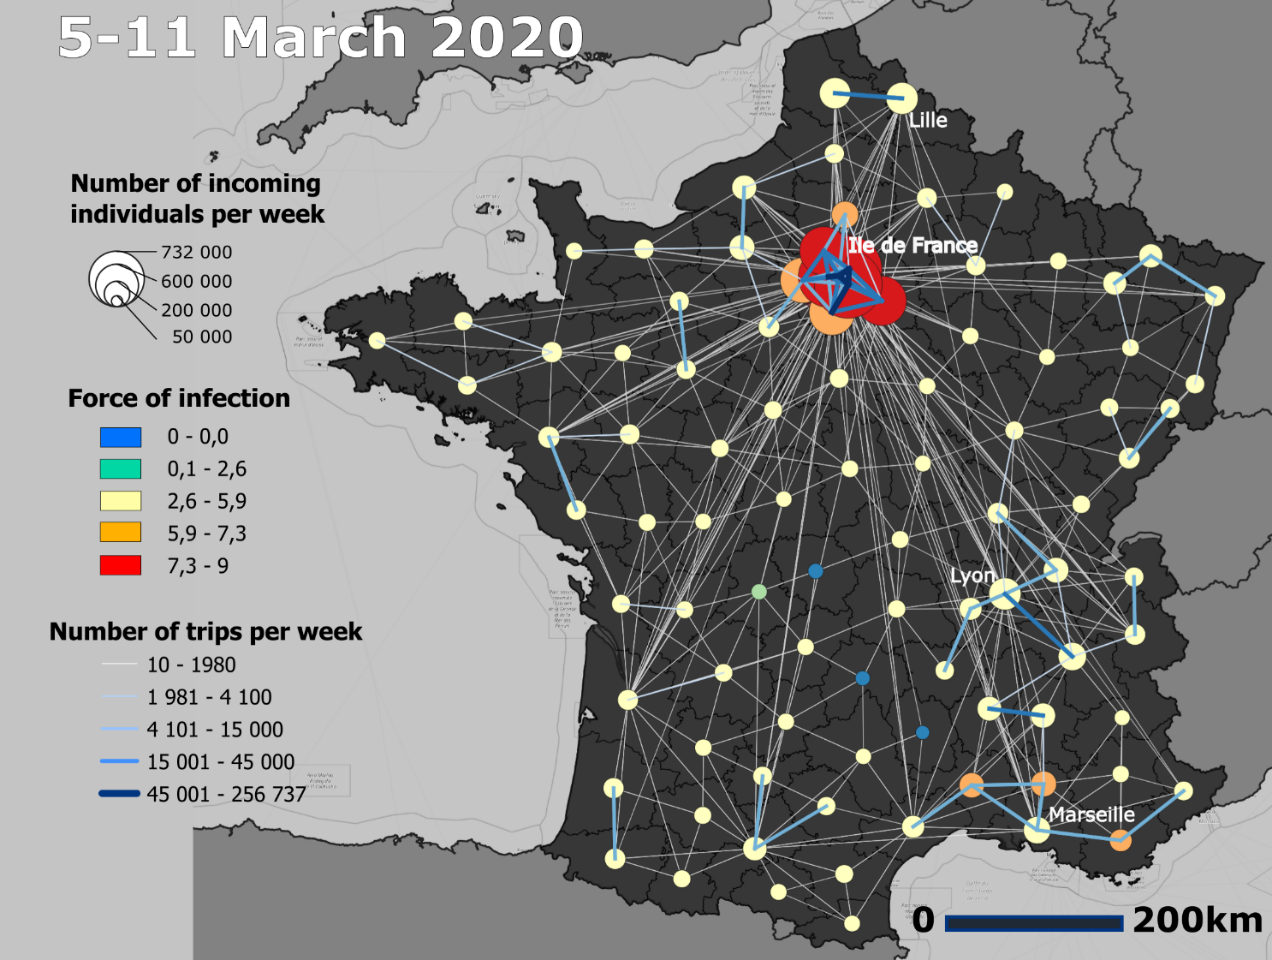 5-11 March 2020
Lille
Number of incoming
individuals per week
732 000
600 000
200 000
50 000
Ile de France
Force of infection
0 - 0,0
0,1 - 2,6
2,6 - 5,9
5,9 - 7,3
7,3 - 9
Lyon
Number of trips per week
10 - 1980
1 981 - 4 100
4 101 - 15 000
15 001 - 45 000
45 001 - 256 737
Marseille
0 200km